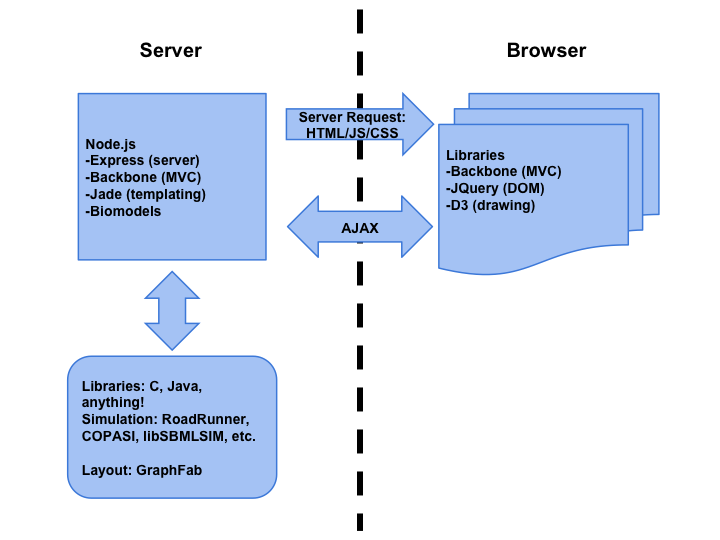 Server
Browser
Node.js
-Express (server)
-Backbone (MVC)
-Jade (templating)
-Biomodels
Server Request:
HTML/JS/CSS
AJAX
Libraries
-Backbone (MVC)
-JQuery (DOM)
-D3 (drawing)
Libraries: C, Java,
anything!
Simulation: RoadRunner,
COPASI, libSBMLSIM, etc.
Layout: GraphFab